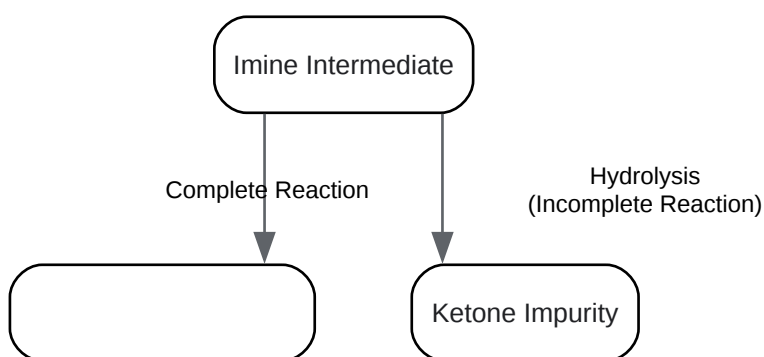 Imine Intermediate
Complete Reaction
Hydrolysis
(Incomplete Reaction)
Ketone Impurity